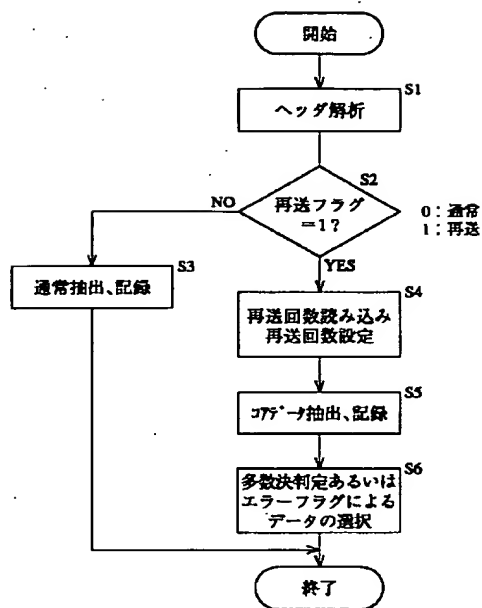 開始
S1
ヘッダ解析
S2
再送フラグ
=1?
NO
0:通常
1:再送
YES
S3
通常抽出、記録
S4
再送回数読み込み
再送回数設定
S5
コアデータ抽出、記録
S6
多数決判定あるいは
エラーフラグによる
データの選択
終了